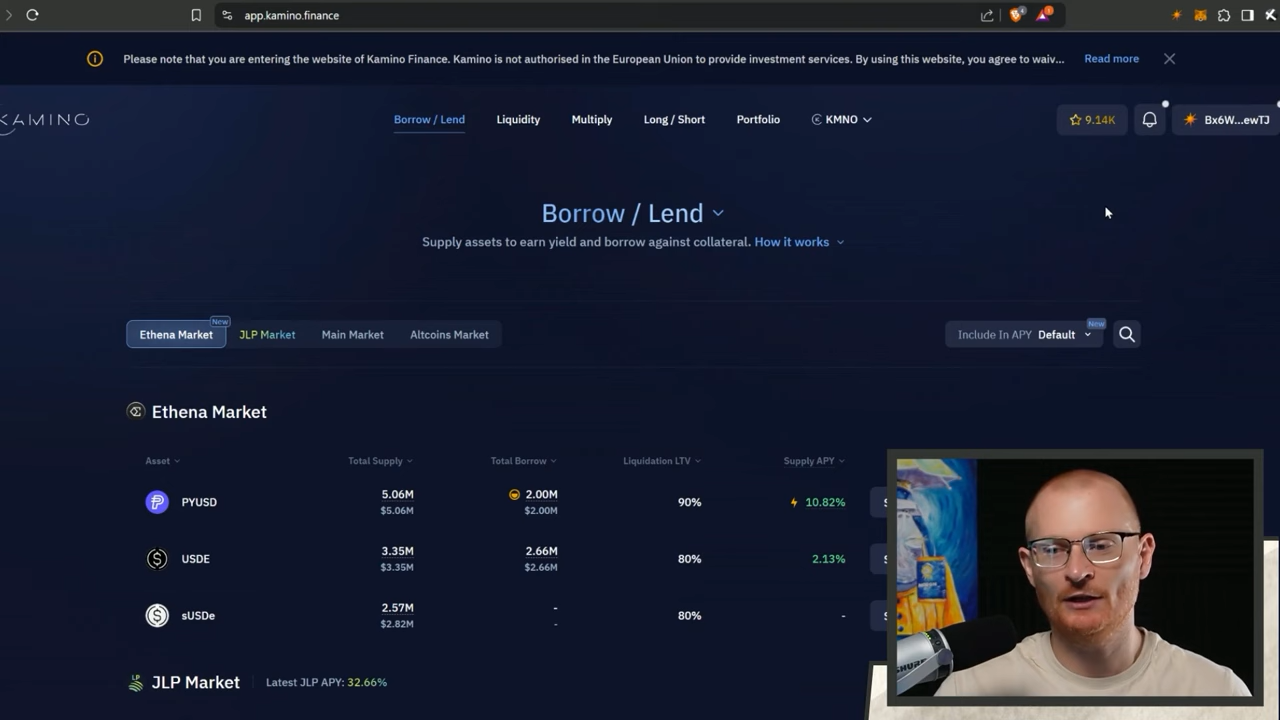 app.kamino.finance
4
1
Please note that you are entering the website of Kamino Finance. Kamino is not authorised in the European Union to provide investment services. By using this website, you agree to waiv... Read more
KAMINO
Borrow / Lend Liquidity Multiply Long / Short Portfolio KMNO 9.14K Bx6W...ewTJ
Borrow / Lend
Supply assets to earn yield and borrow against collateral. How it works
New
Ethena Market JLP Market Main Market Altcoins Market
New
Include In APY Default
Ethena Market
Asset Total Supply Total Borrow Liquidation LTV Supply APY
PYUSD 5.06M 2.00M 90% 10.82%
$5.06M $2.00M
USDE 3.35M 2.66M 80% 2.13%
$3.35M $2.66M
sUSDe 2.57M - 80% -
$2.82M -
JLP Market Latest JLP APY: 32.66%